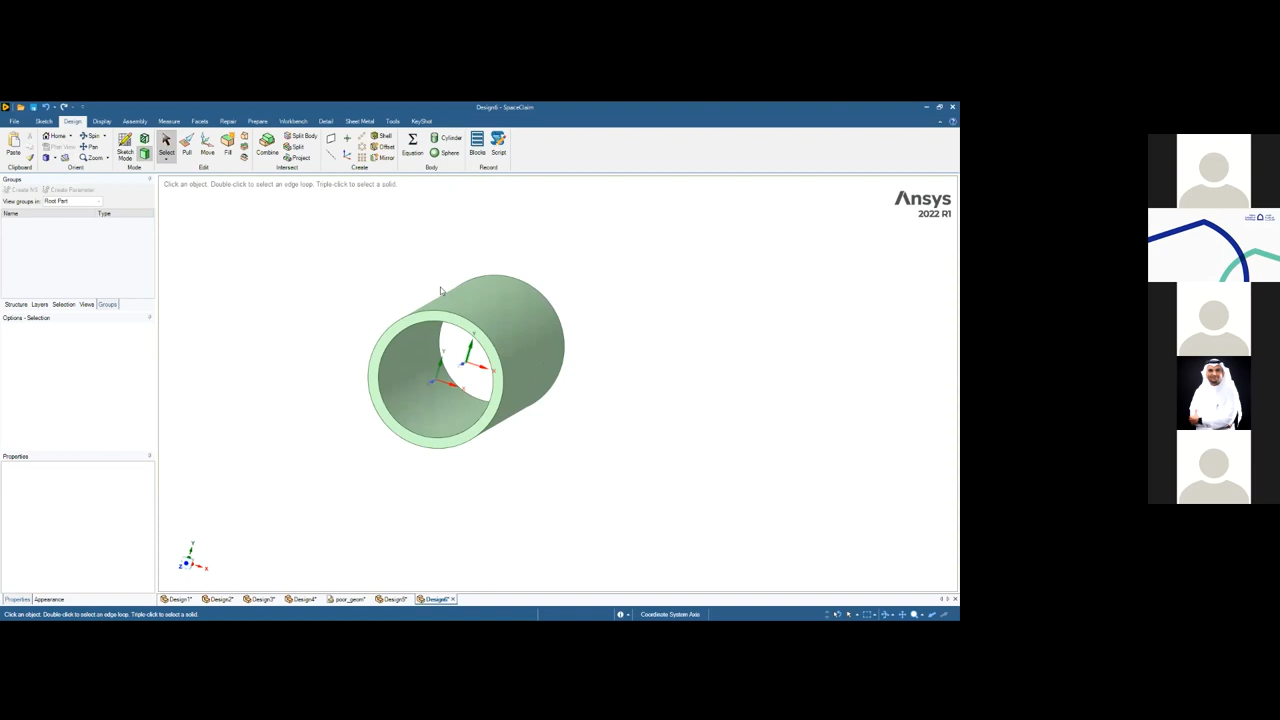 Design6 - SpaceClaim
File Sketch Design Display Assembly Measure Facets Repair Prepare Workbench Detail Sheet Metal Tools KeyShot
Home Spin Split Body Shell Cylinder
Plan View Pan Split Offset Sphere
Zoom Project Mirror
Paste Sketch Mode Select Pull Move Fill Combine Equation Blocks Script
Clipboard Orient Mode Edit Intersect Create Body Record
Groups
Create NS Create Parameter
View groups in: Root Part
Name Type
Structure Layers Selection Views Groups
Options - Selection
Properties
Properties Appearance
Click an object. Double-click to select an edge loop. Triple-click to select a solid.
Ansys
2022 R1
Y
X
Y
X
Y
Z
X
Design1* Design2* Design3* Design4* poor_geom* Design5* Design6*
Click an object. Double-click to select an edge loop. Triple-click to select a solid. Coordinate System Axis